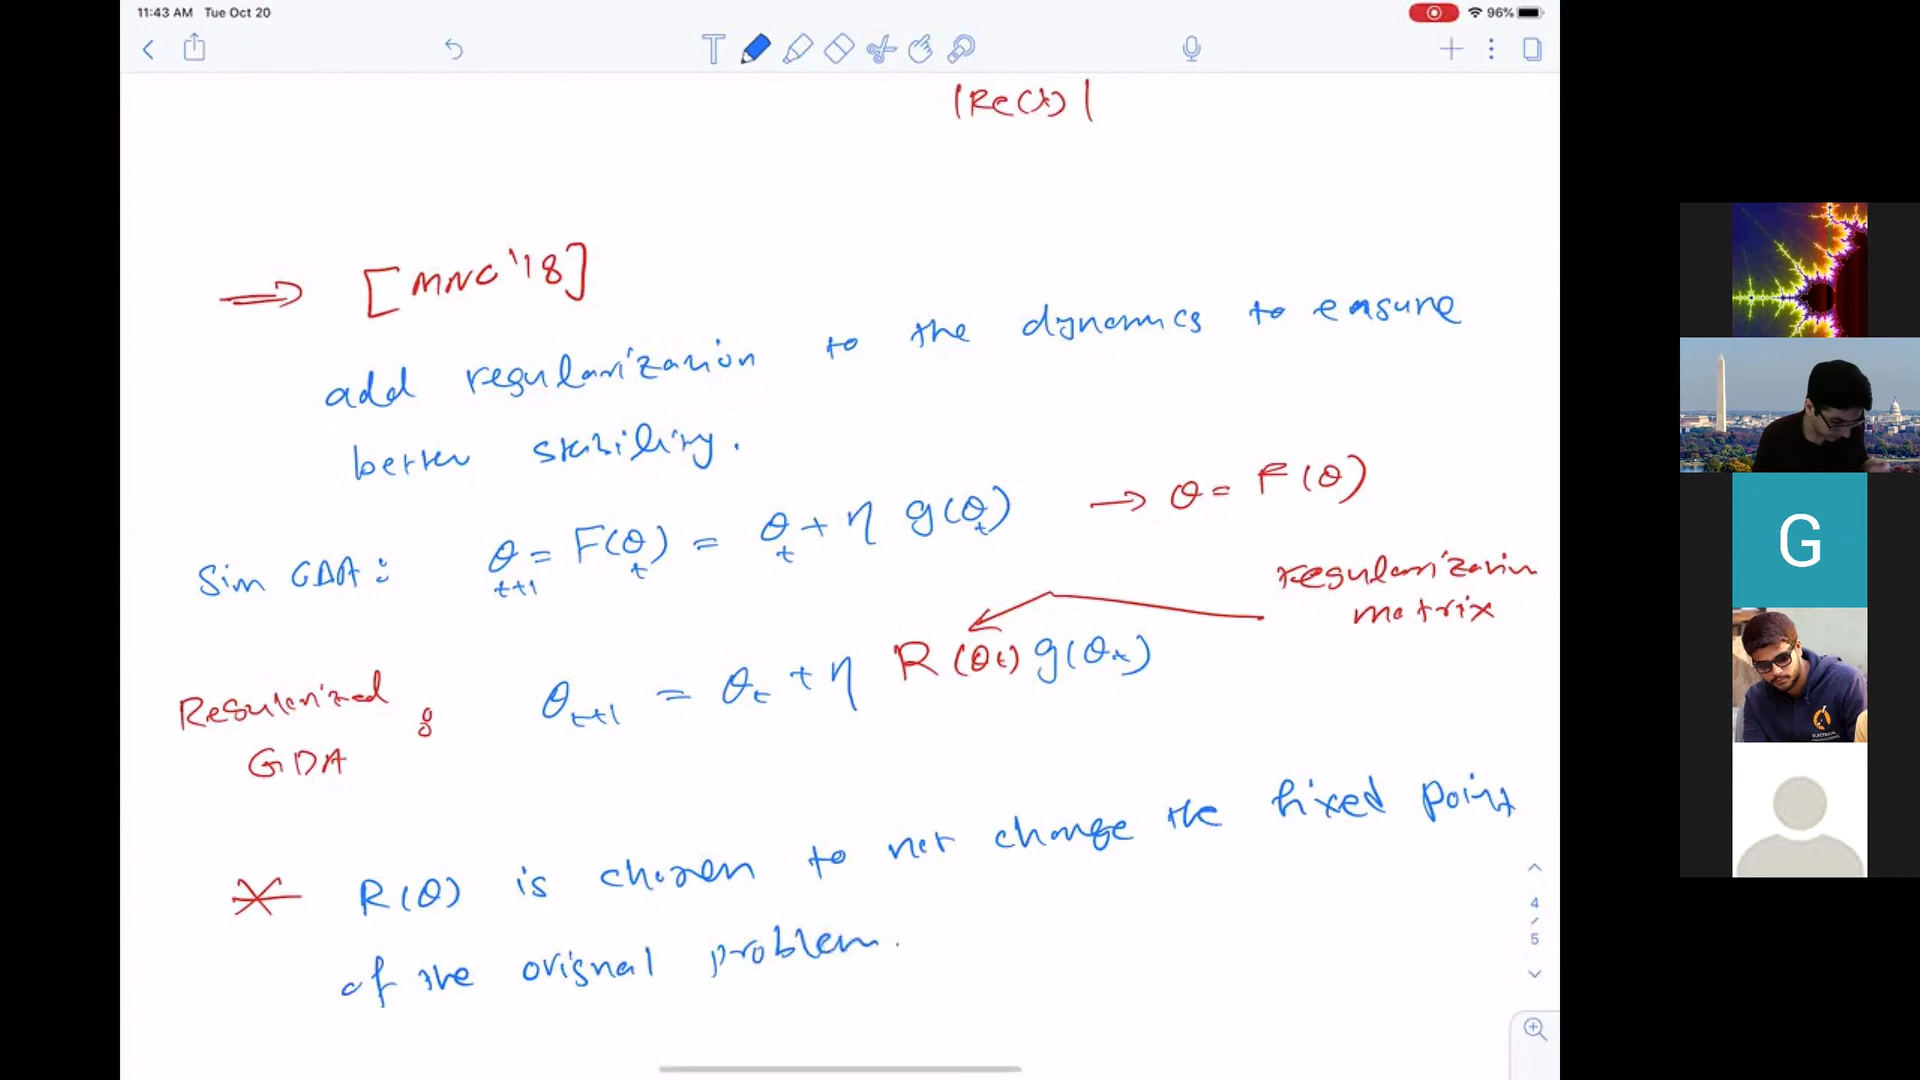 11:43 AM Tue Oct 20
96%
|Re(λ)|
⇒ [MNG '18]
add regularization to the dynamics to ensure
better stability.
Sim GDA: θ_{t+1} = F(θ_t) = θ_t + η g(θ_t) → θ = F(θ)
regularization
matrix
Regularized
GDA : θ_{t+1} = θ_t + η R(θ_t) g(θ_t)
* R(θ) is chosen to not change the fixed point
of the original problem.
4
/
5
G
ELECTRICAL